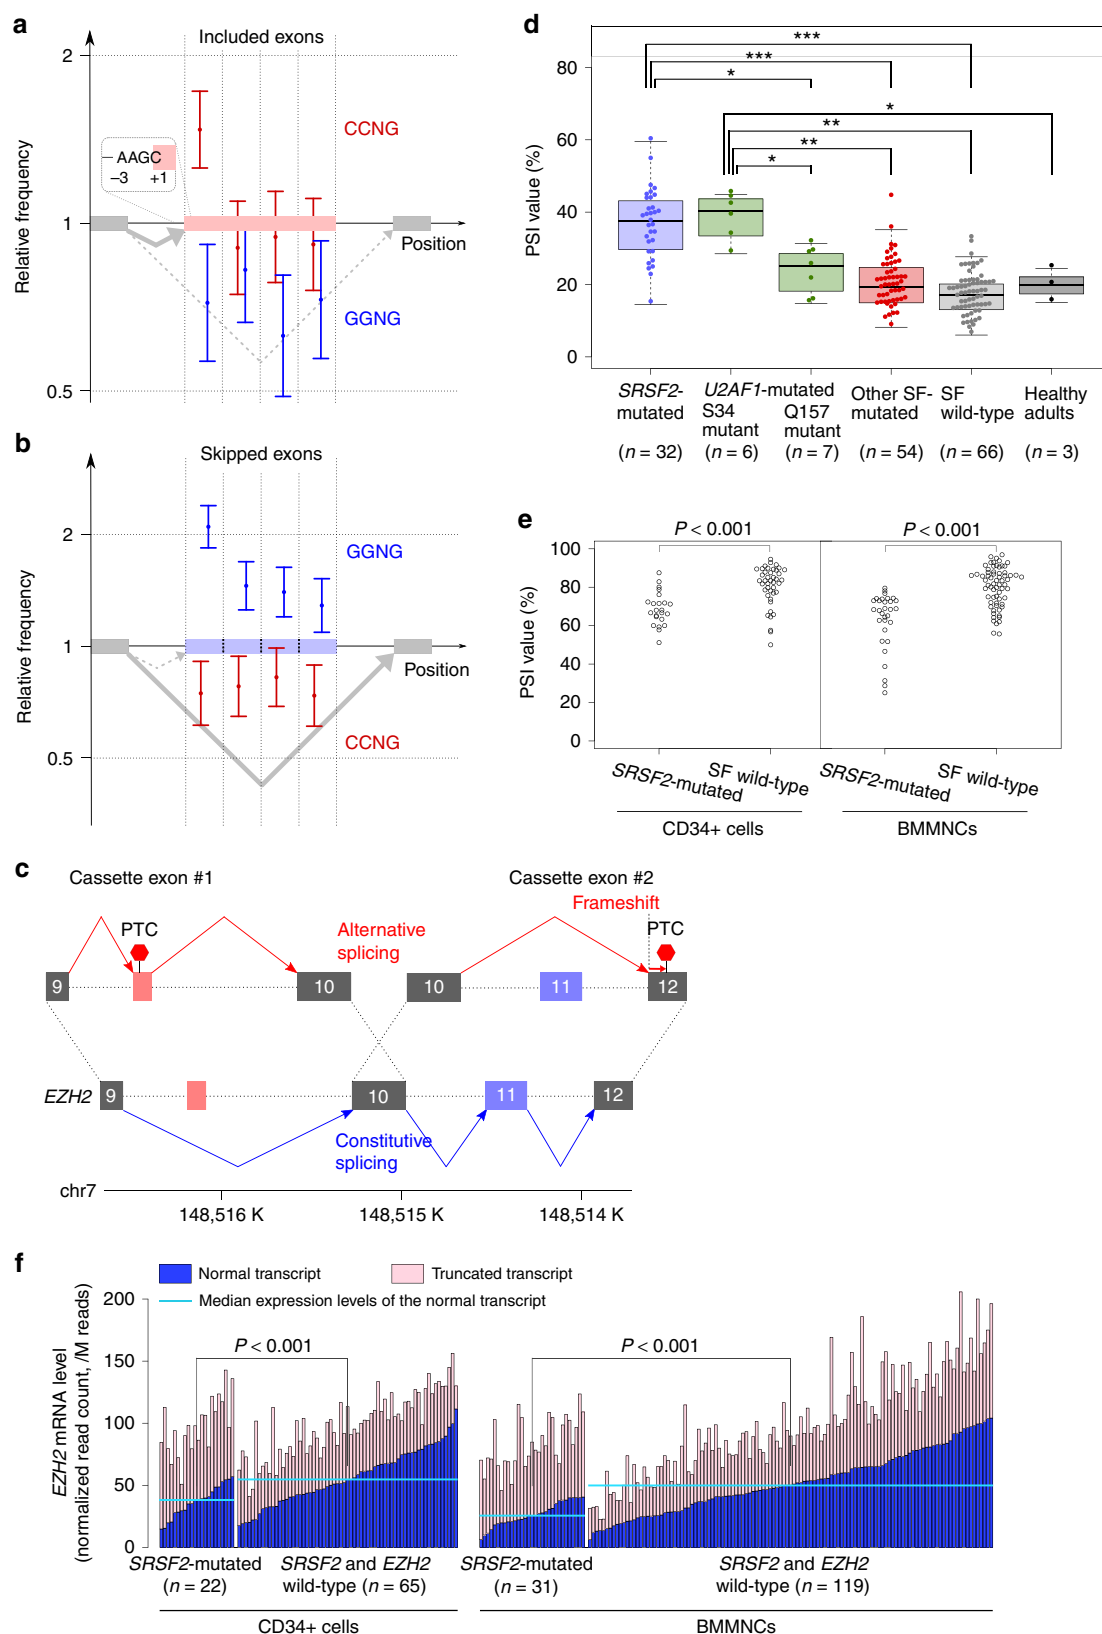 a
Included exons
2
CCNG
AAGC
−3 +1
1
Position
GGNG
0.5
Relative frequency
b
Skipped exons
2
GGNG
1
Position
CCNG
0.5
Relative frequency
c
Cassette exon #1
Cassette exon #2
Frameshift
PTC
Alternative
splicing
PTC
9
10
10
11
12
EZH2
9
10
11
12
Constitutive
splicing
chr7
148,516 K
148,515 K
148,514 K
d
PSI value (%)
80
60
40
20
0
***
***
*
*
**
**
*
SRSF2-
mutated
(n = 32)
U2AF1-mutated
S34
mutant
(n = 6)
Q157
mutant
(n = 7)
Other SF-
mutated
(n = 54)
SF
wild-type
(n = 66)
Healthy
adults
(n = 3)
e
P < 0.001
P < 0.001
PSI value (%)
100
80
60
40
20
0
SRSF2-mutated
SF wild-type
SRSF2-mutated
SF wild-type
CD34+ cells
BMMNCs
f
Normal transcript
Truncated transcript
Median expression levels of the normal transcript
EZH2 mRNA level
(normalized read count, /M reads)
200
150
100
50
0
P < 0.001
P < 0.001
SRSF2-mutated
(n = 22)
SRSF2 and EZH2
wild-type (n = 65)
SRSF2-mutated
(n = 31)
SRSF2 and EZH2
wild-type (n = 119)
CD34+ cells
BMMNCs